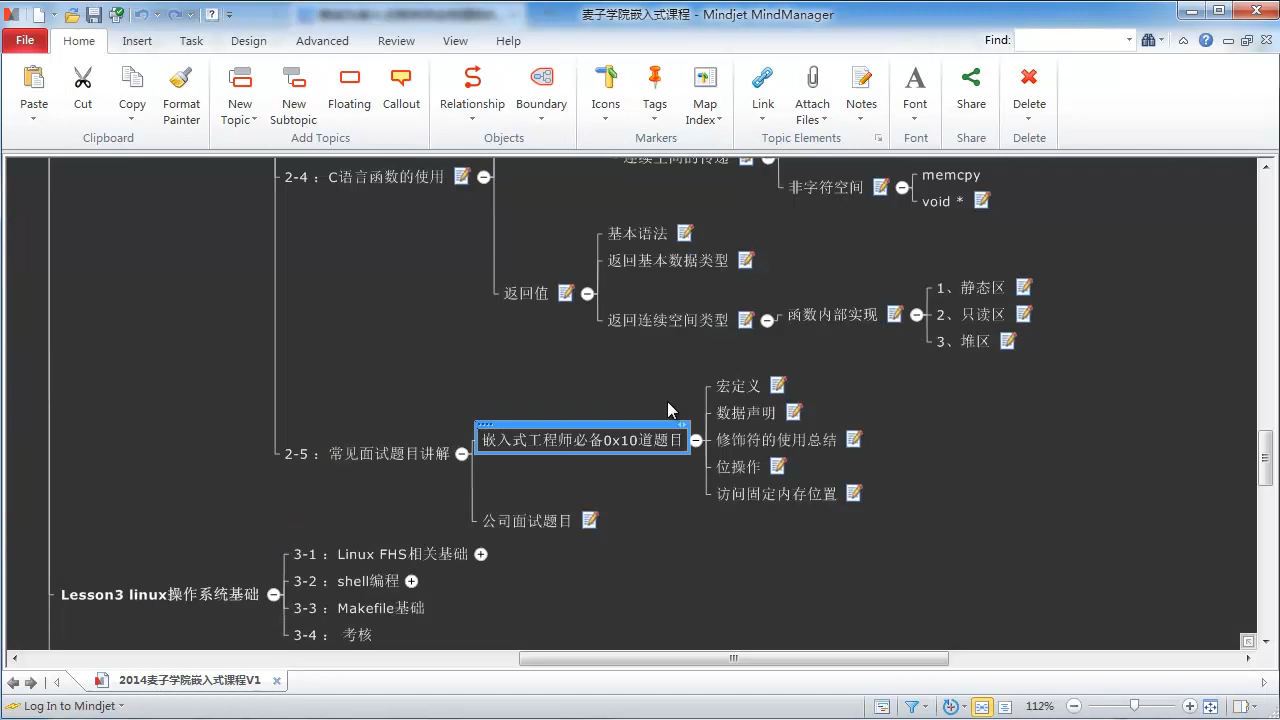 麦子学院嵌入式课程 - Mindjet MindManager
File Home Insert Task Design Advanced Review View Help Find:
Paste Cut Copy Format Painter New Topic New Subtopic Floating Callout Relationship Boundary Icons Tags Map Index Link Attach Files Notes Font Share Delete
Clipboard Add Topics Objects Markers Topic Elements Font Share Delete
连续空间的传递
2-4 : C语言函数的使用
非字符空间
memcpy
void *
返回值
基本语法
返回基本数据类型
返回连续空间类型
函数内部实现
1、静态区
2、只读区
3、堆区
2-5 : 常见面试题目讲解
嵌入式工程师必备0x10道题目
宏定义
数据声明
修饰符的使用总结
位操作
访问固定内存位置
公司面试题目
Lesson3 linux操作系统基础
3-1 : Linux FHS相关基础
3-2 : shell编程
3-3 : Makefile基础
3-4 : 考核
2014麦子学院嵌入式课程V1
Log In to Mindjet 112%